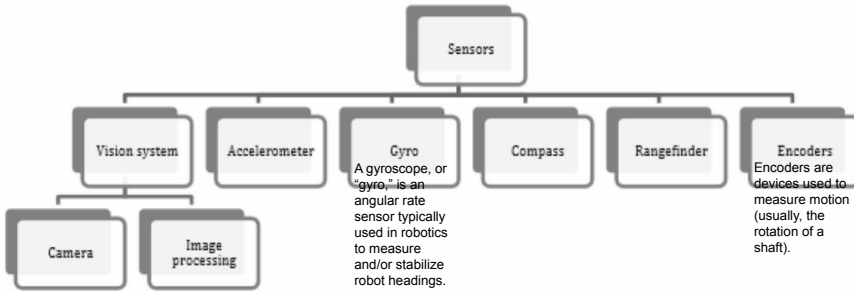 Sensors
Vision system
Accelerometer
Gyro
Compass
Rangefinder
Encoders
A gyroscope, or
“gyro,” is an
angular rate
sensor typically
used in robotics
to measure
and/or stabilize
robot headings.
Encoders are
devices used to
measure motion
(usually, the
rotation of a
shaft).
Camera
Image
processing